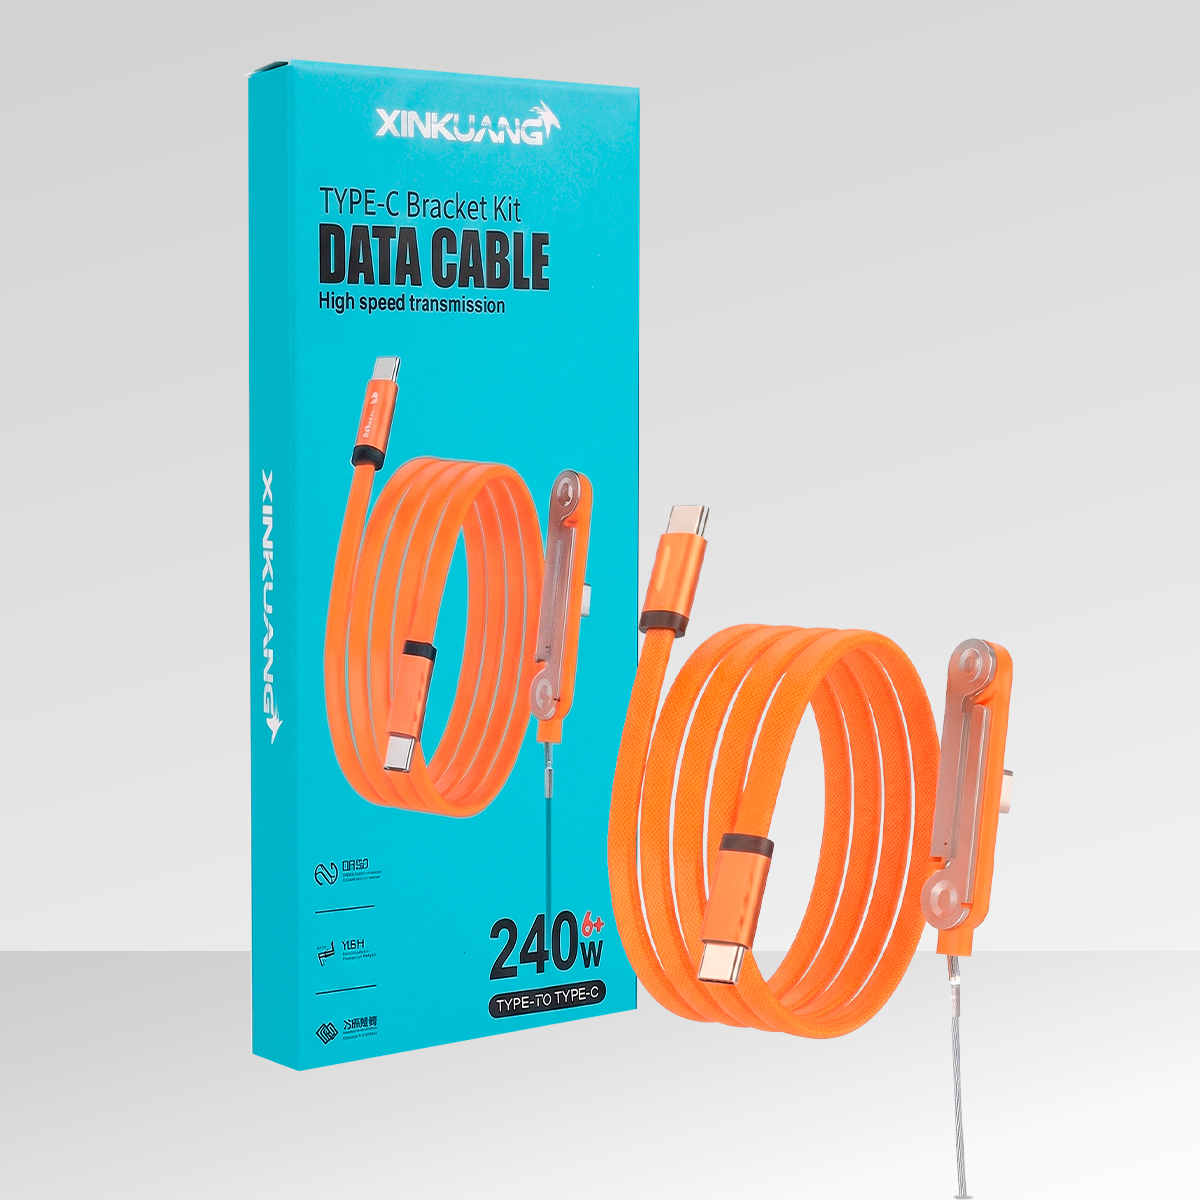 XINKUANG
TYPE-C Bracket Kit
DATA CABLE
High speed transmission
XINKUANG
240W
6+
TYPE-TO TYPE-C